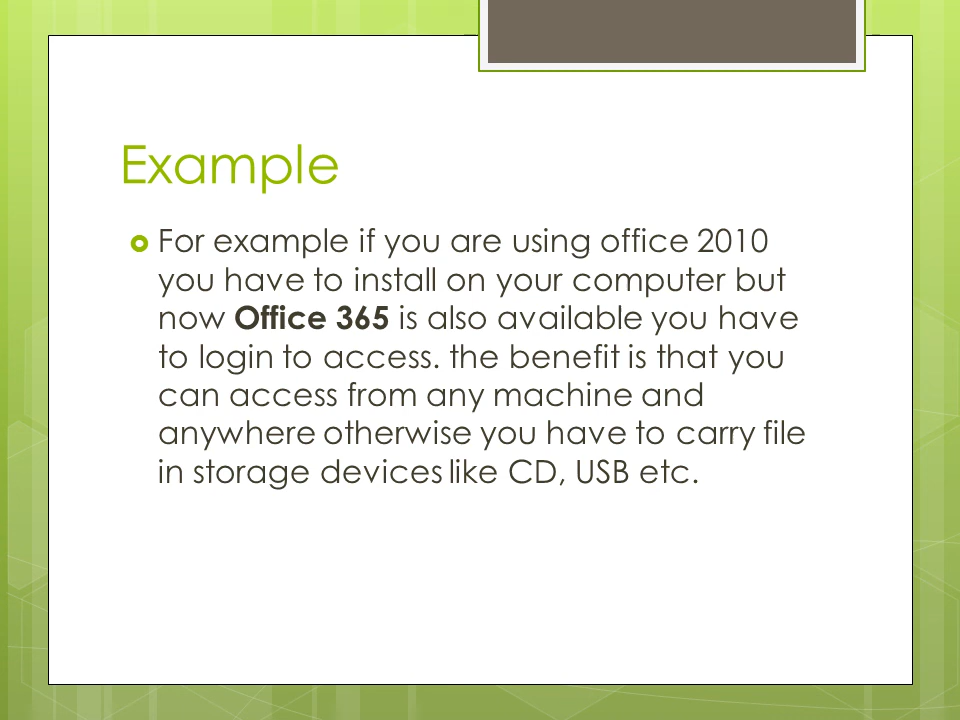 Example
For example if you are using office 2010
you have to install on your computer but
now Office 365 is also available you have
to login to access. the benefit is that you
can access from any machine and
anywhere otherwise you have to carry file
in storage devices like CD, USB etc.